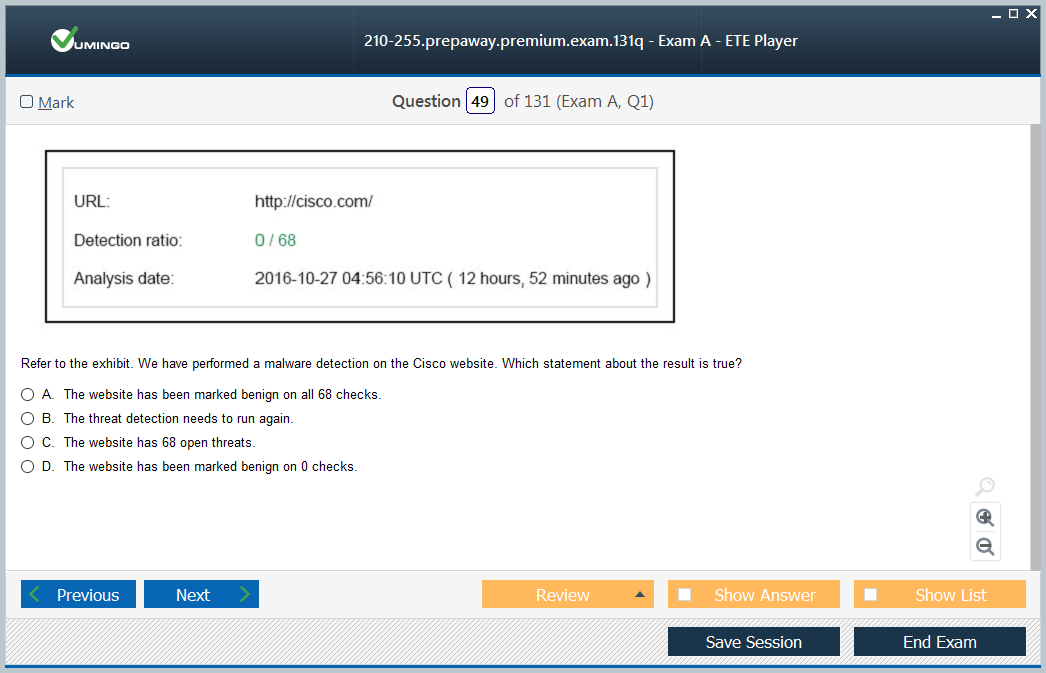 VUMINGO
210-255.prepaway.premium.exam.131q - Exam A - ETE Player
Mark
Question 49 of 131 (Exam A, Q1)
URL: http://cisco.com/
Detection ratio: 0 / 68
Analysis date: 2016-10-27 04:56:10 UTC ( 12 hours, 52 minutes ago )
Refer to the exhibit. We have performed a malware detection on the Cisco website. Which statement about the result is true?
A. The website has been marked benign on all 68 checks.
B. The threat detection needs to run again.
C. The website has 68 open threats.
D. The website has been marked benign on 0 checks.
Previous Next Review Show Answer Show List
Save Session End Exam